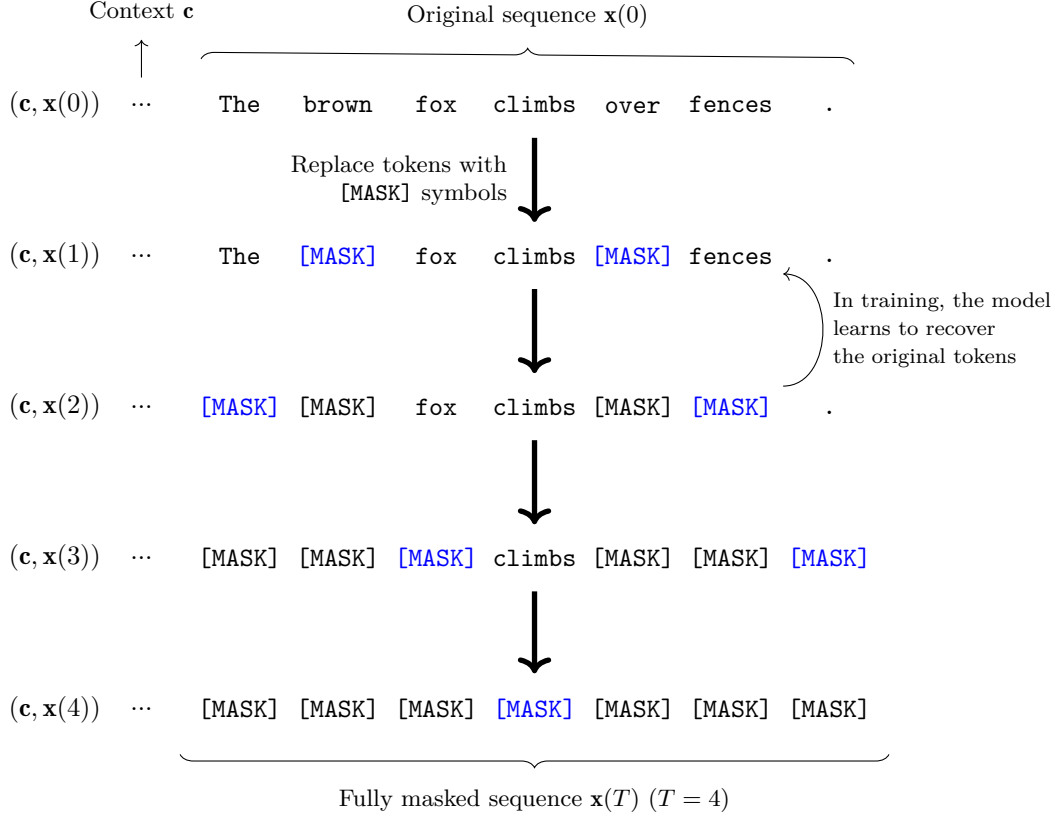 Context c
Original sequence x(0)
(c, x(0)) ··· The brown fox climbs over fences .
Replace tokens with
[MASK] symbols
(c, x(1)) ··· The [MASK] fox climbs [MASK] fences .
In training, the model
learns to recover
the original tokens
(c, x(2)) ··· [MASK] [MASK] fox climbs [MASK] [MASK] .
(c, x(3)) ··· [MASK] [MASK] [MASK] climbs [MASK] [MASK] [MASK]
(c, x(4)) ··· [MASK] [MASK] [MASK] [MASK] [MASK] [MASK] [MASK]
Fully masked sequence x(T) (T = 4)